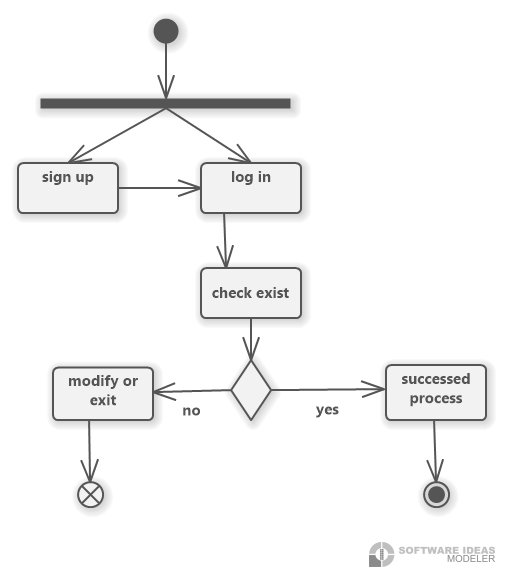 sign up
log in
check exist
modify or
exit
no
yes
successed
process
SOFTWARE IDEAS
MODELER